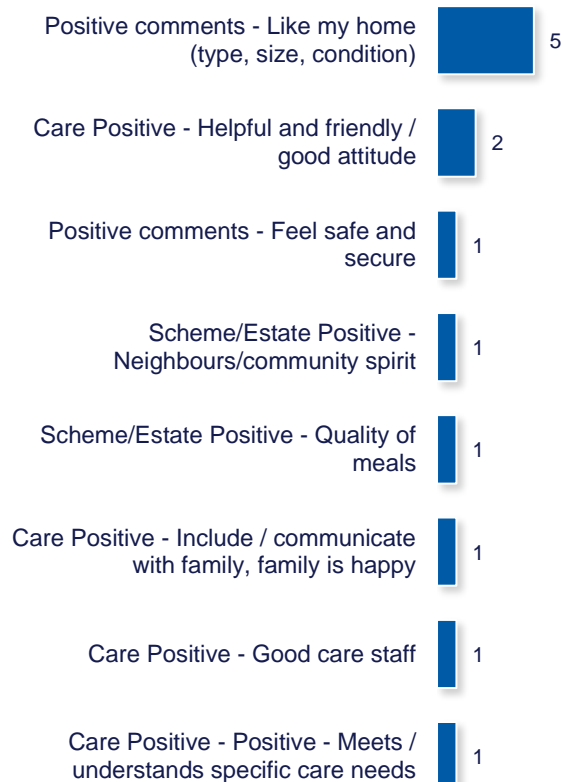 Positive comments - Like my home
(type, size, condition)
5
Care Positive - Helpful and friendly /
good attitude
2
Positive comments - Feel safe and
secure
1
Scheme/Estate Positive -
Neighbours/community spirit
1
Scheme/Estate Positive - Quality of
meals
1
Care Positive - Include / communicate
with family, family is happy
1
Care Positive - Good care staff
1
Care Positive - Positive - Meets /
understands specific care needs
1